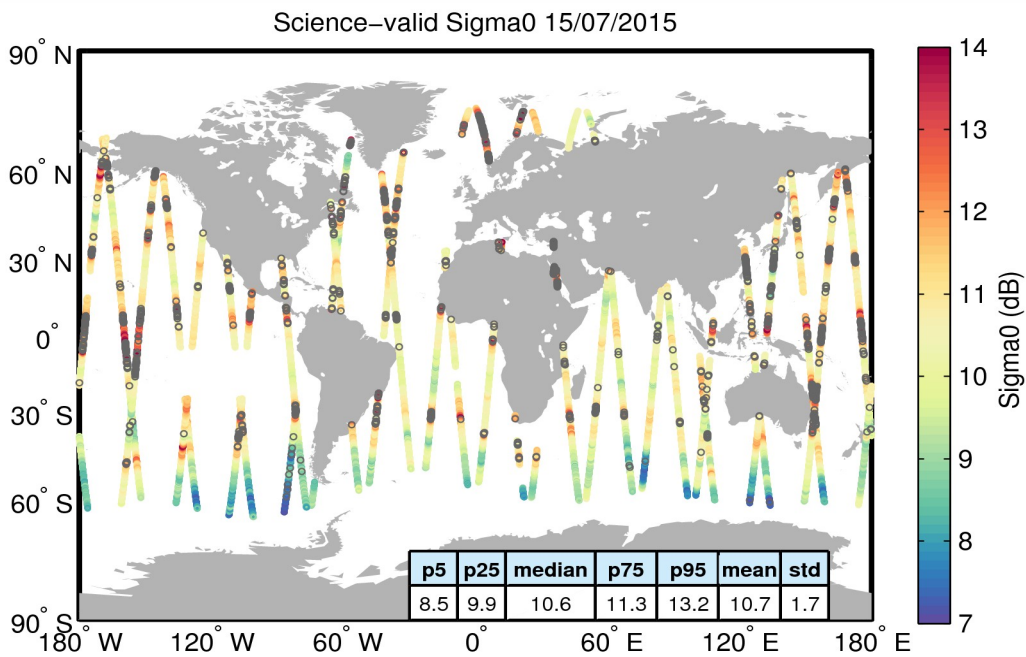 Science−valid Sigma0 15/07/2015
90° N
60° N
30° N
0°
30° S
60° S
90° S
180° W
120° W
60° W
0°
60° E
120° E
180° E
p5 p25 median p75 p95 mean std
8.5 9.9 10.6 11.3 13.2 10.7 1.7
14
13
12
11
10
9
8
7
Sigma0 (dB)